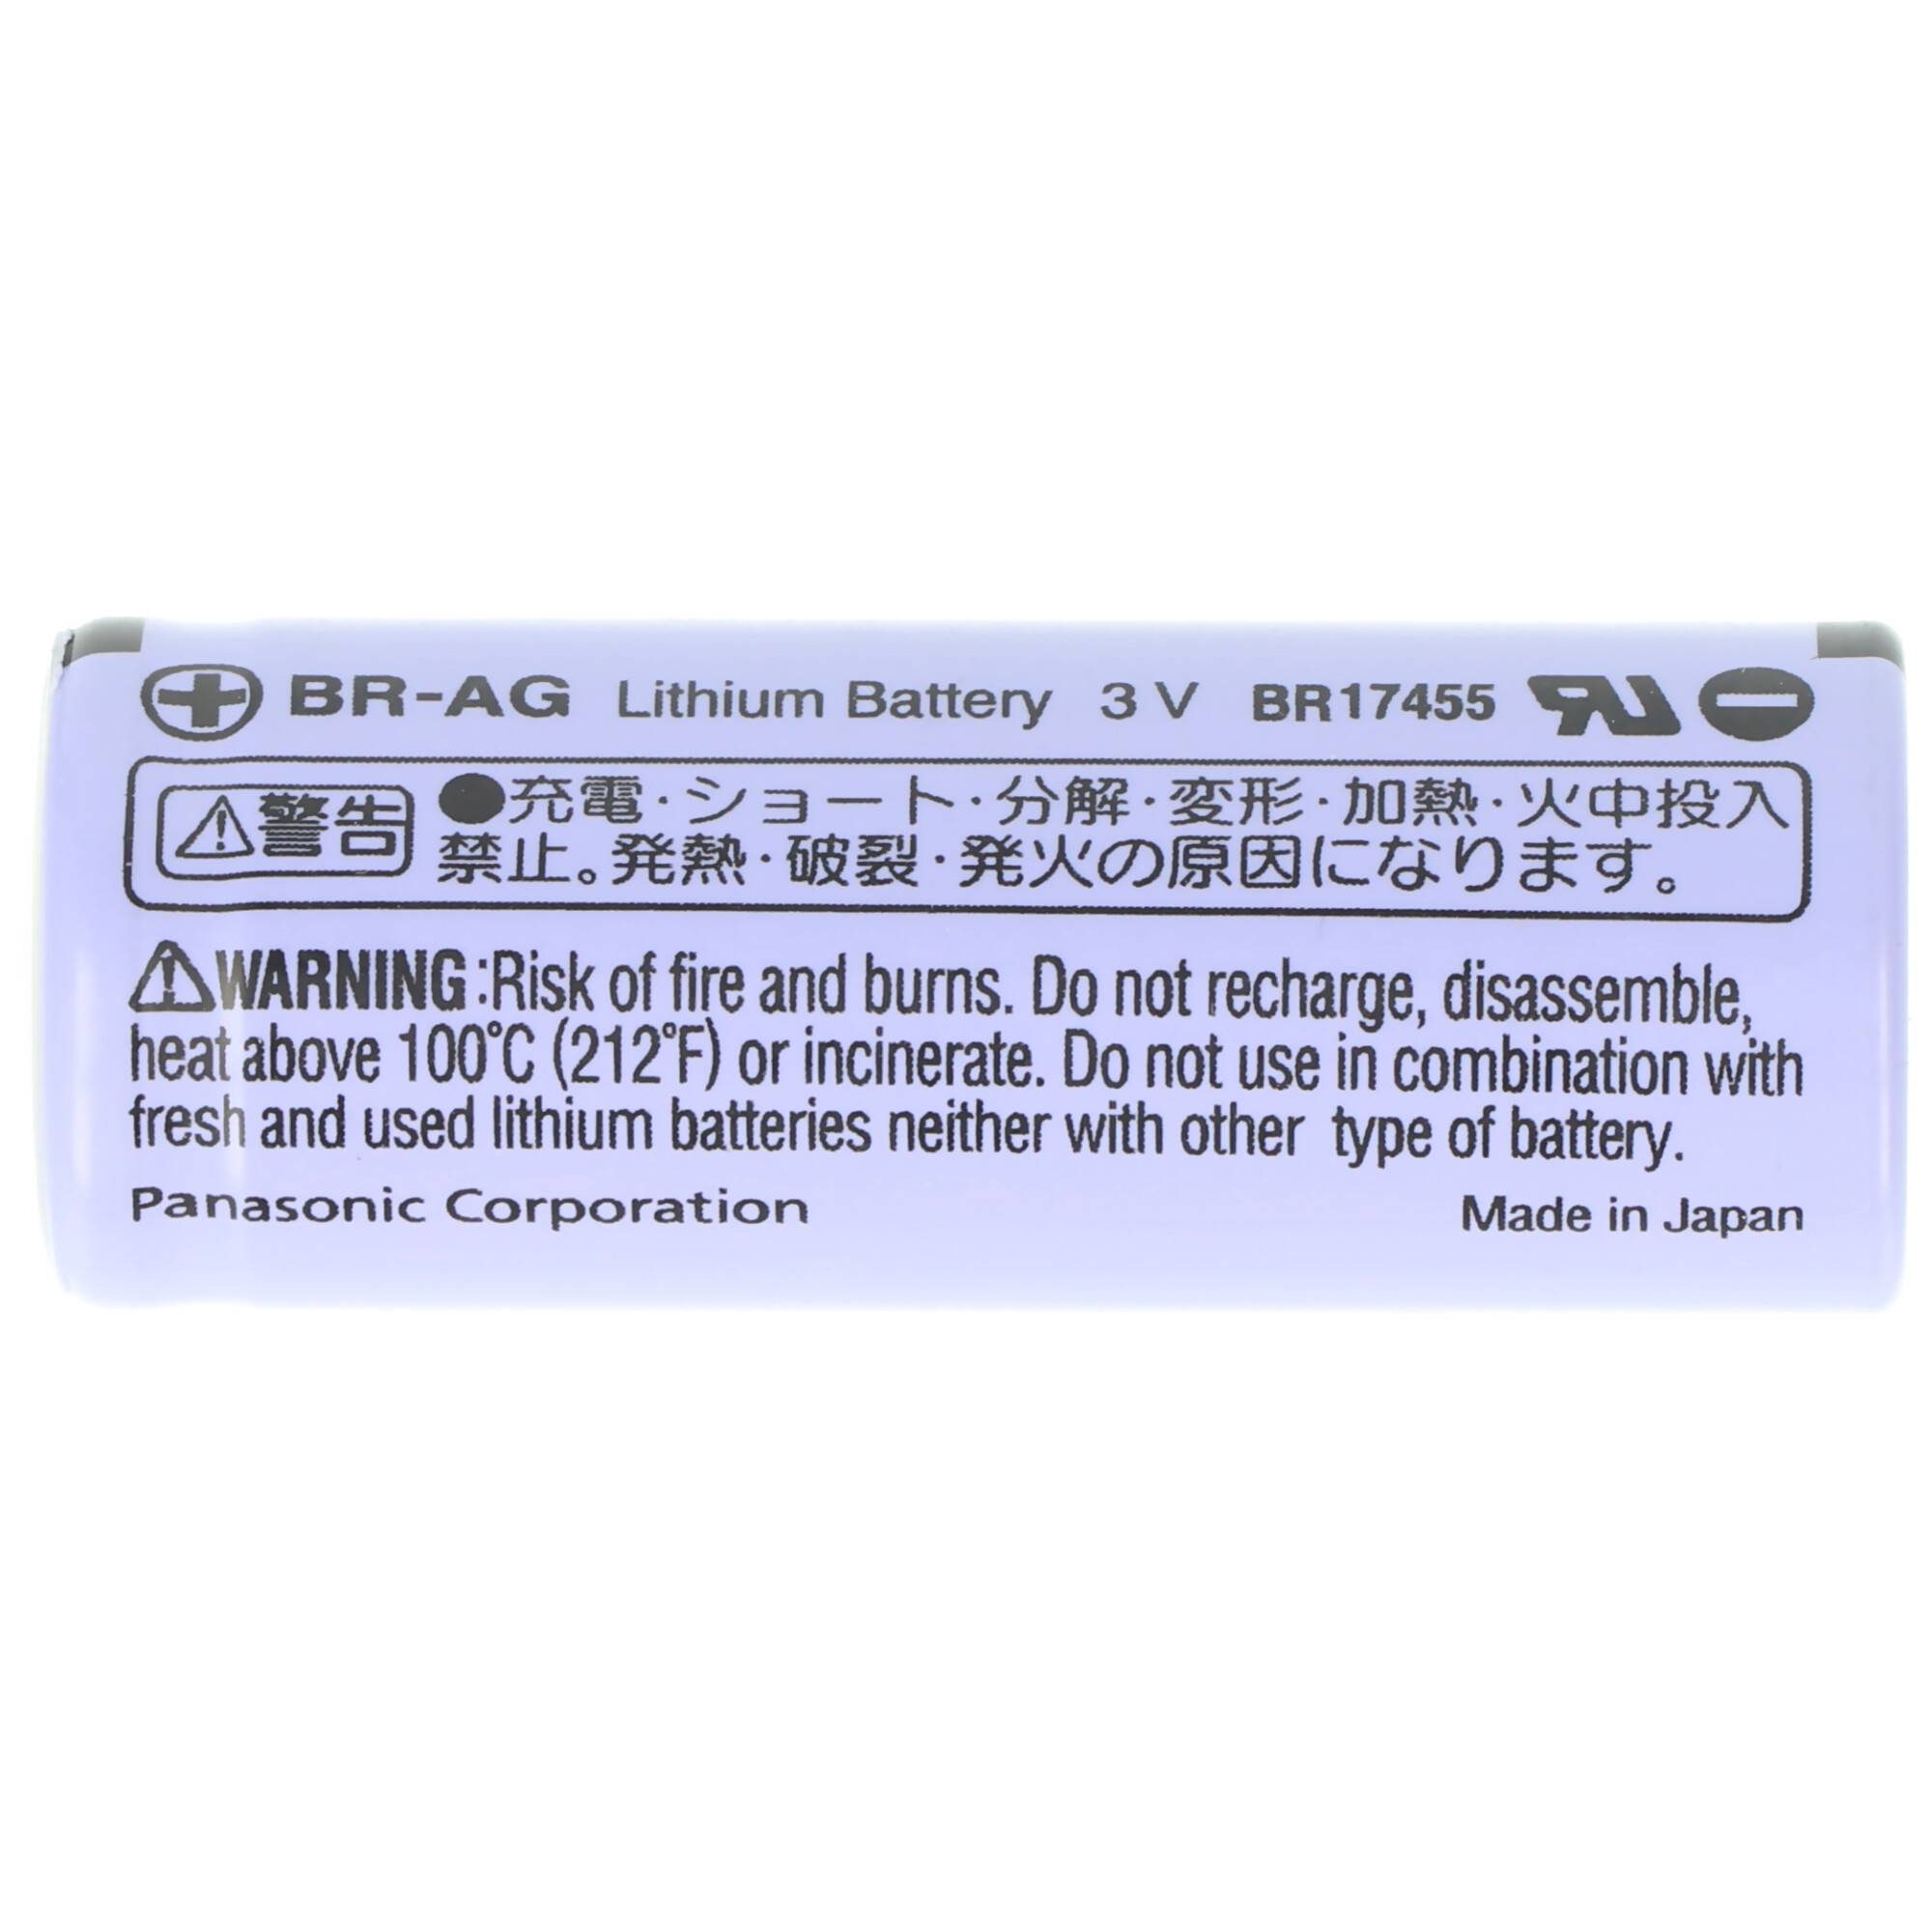 BR-AG Lithium Battery 3 V BR17455
警告 ●充電・ショート・分解・変形・加熱・火中投入
禁止。発熱・破裂・発火の原因になります。
WARNING:Risk of fire and burns. Do not recharge, disassemble,
heat above 100°C (212°F) or incinerate. Do not use in combination with
fresh and used lithium batteries neither with other type of battery.
Panasonic Corporation Made in Japan